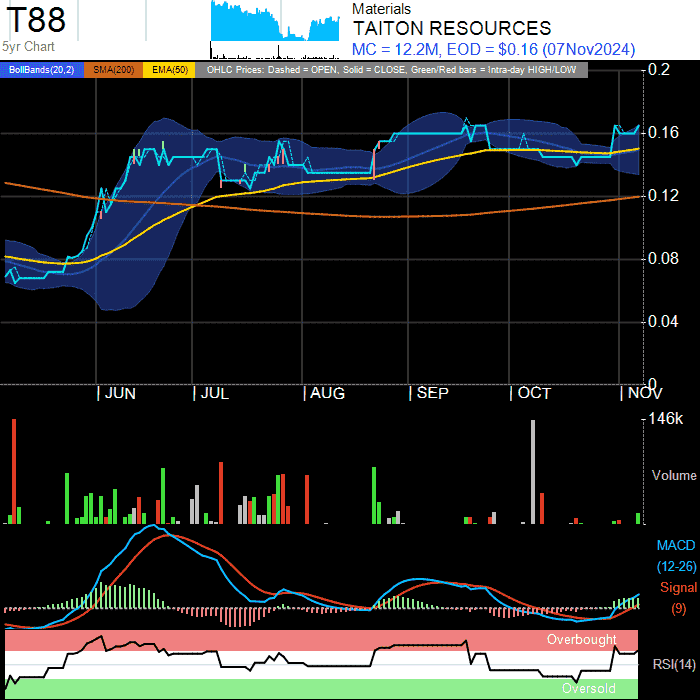 T88
5yr Chart
Materials
TAITON RESOURCES
MC = 12.2M, EOD = $0.16 (07Nov2024)
BollBands(20,2) SMA(200) EMA(50) OHLC Prices: Dashed = OPEN, Solid = CLOSE, Green/Red bars = Intra-day HIGH/LOW
0.2
0.16
0.12
0.08
0.04
0
JUN JUL AUG SEP OCT NOV
146k
Volume
MACD
(12-26)
Signal
(9)
Overbought
RSI(14)
Oversold